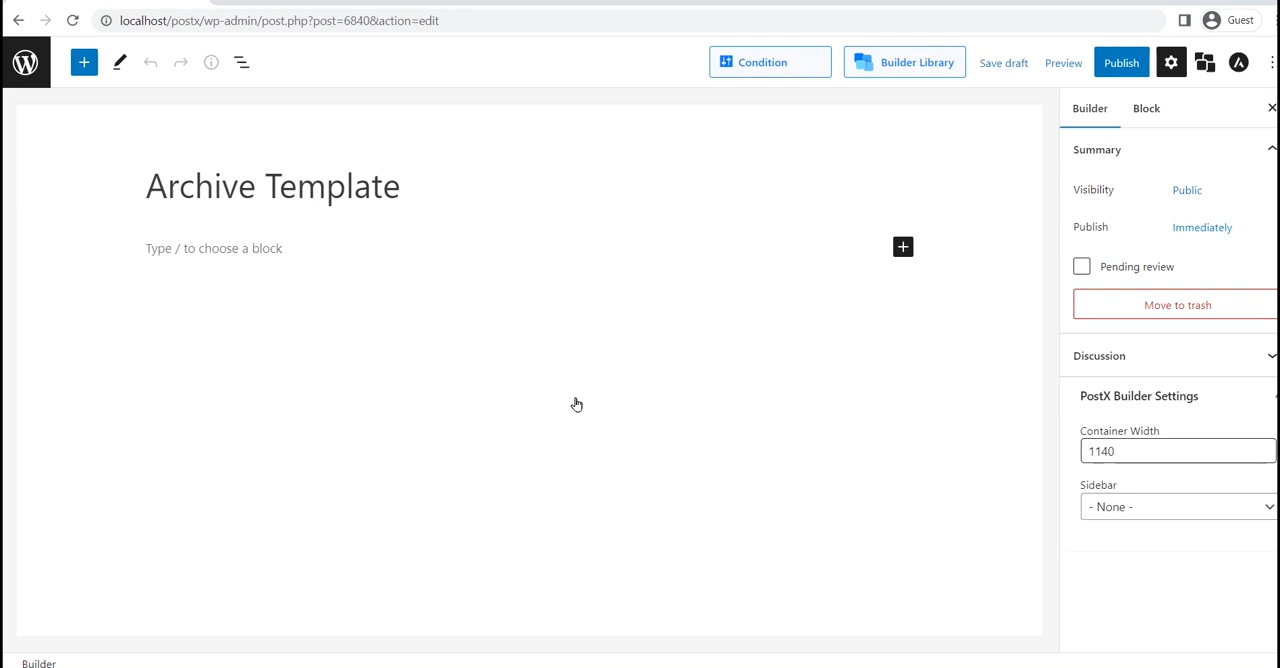 localhost/postx/wp-admin/post.php?post=6840&action=edit
Guest
Condition
Builder Library
Save draft
Preview
Publish
Builder
Block
Summary
Archive Template
Visibility
Public
Publish
Immediately
Type / to choose a block
Pending review
Move to trash
Discussion
PostX Builder Settings
Container Width
1140
Sidebar
- None -
Builder